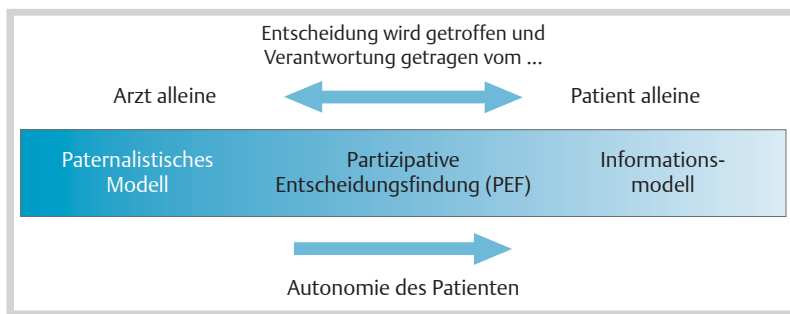 Entscheidung wird getroffen und
Verantwortung getragen vom ...
Arzt alleine
Patient alleine
Paternalistisches
Modell
Partizipative
Entscheidungsfindung (PEF)
Informations-
modell
Autonomie des Patienten